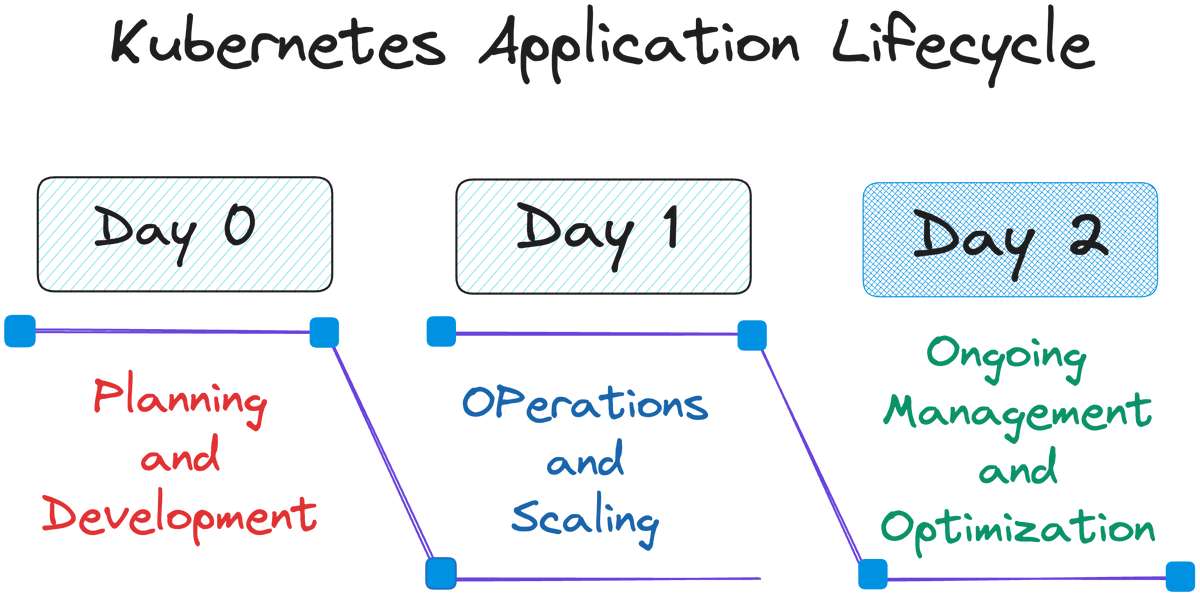 Kubernetes Application Lifecycle
Day 0
Planning
and
Development
Day 1
OPerations
and
Scaling
Day 2
Ongoing
Management
and
Optimization